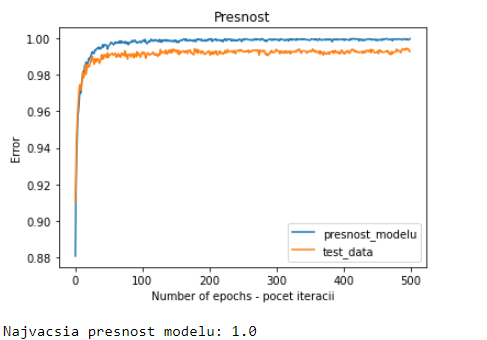 Presnost
1.00
0.98
0.96
0.94
0.92
0.90
0.88
Error
presnost_modelu
test_data
0 100 200 300 400 500
Number of epochs - pocet iteracii
Najvacsia presnost modelu: 1.0